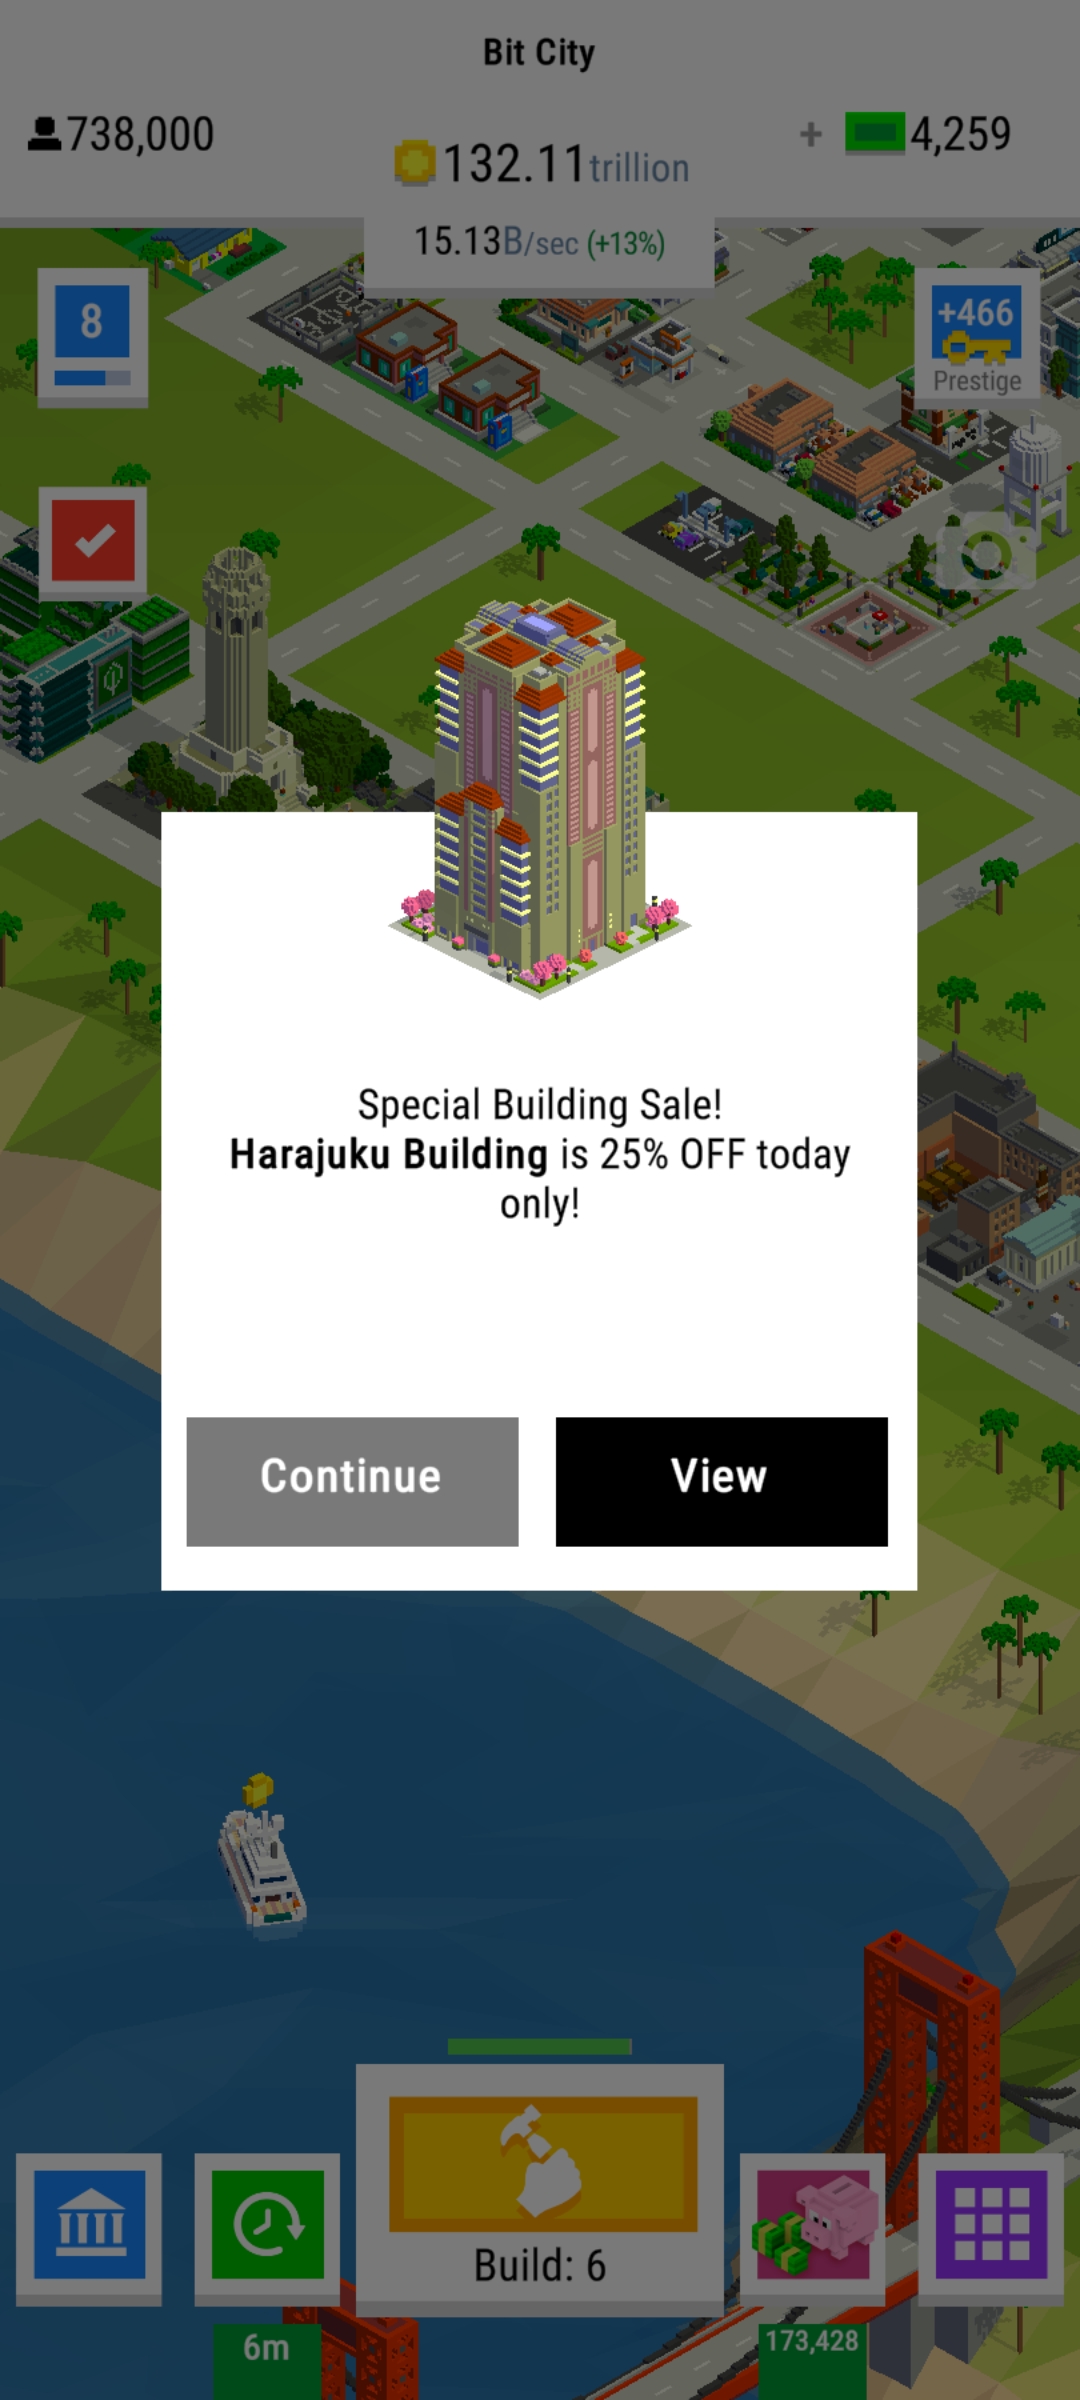 Bit City
738,000
132.11trillion
+ 4,259
15.13B/sec (+13%)
8
+466
Prestige
Special Building Sale!
Harajuku Building is 25% OFF today
only!
Continue
View
Build: 6
6m
173,428